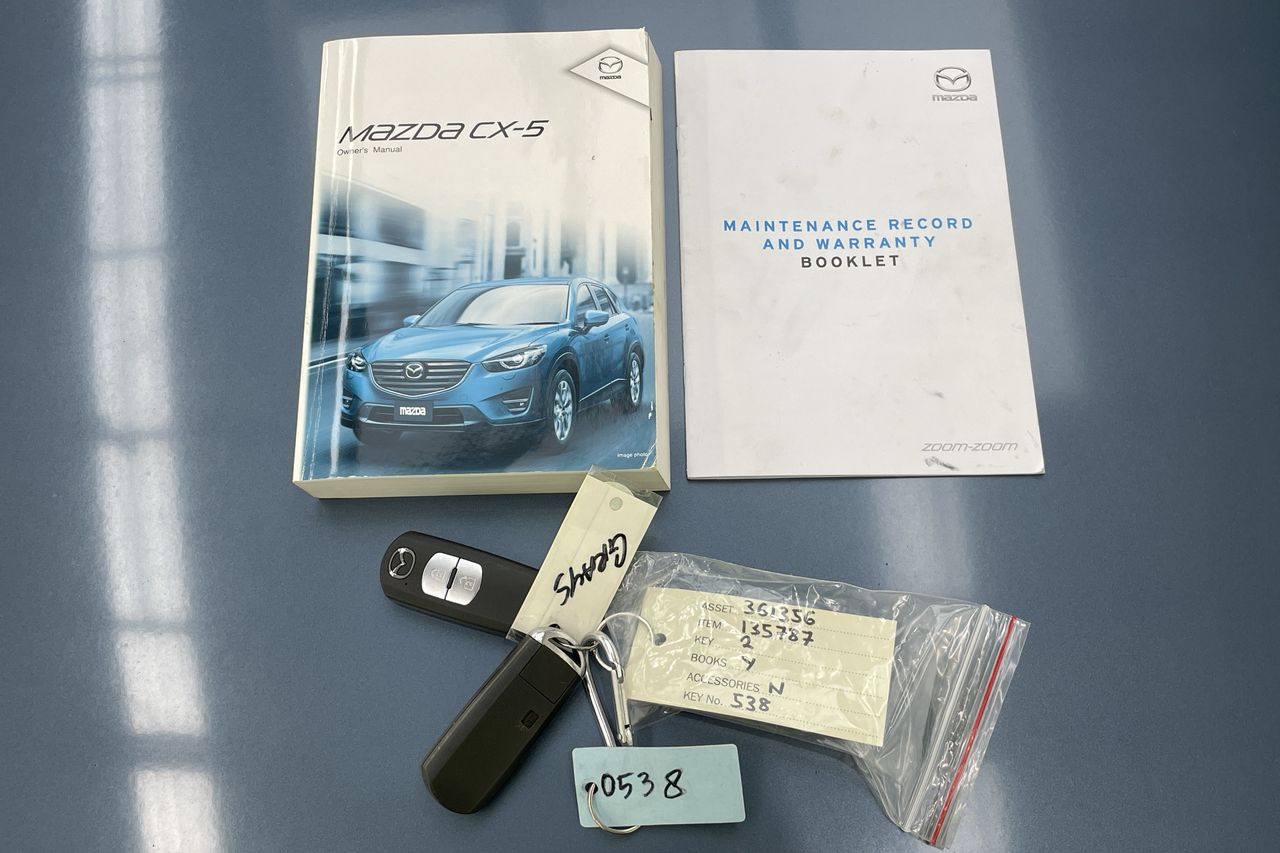 mazda
MAZDA CX-5
Owner's Manual
mazda
image photo
mazda
MAINTENANCE RECORD
AND WARRANTY
BOOKLET
zoom-zoom
GRAYS
ASSET 361356
ITEM 135787
KEY 2
BOOKS Y
ACCESSORIES N
KEY No. 538
0538